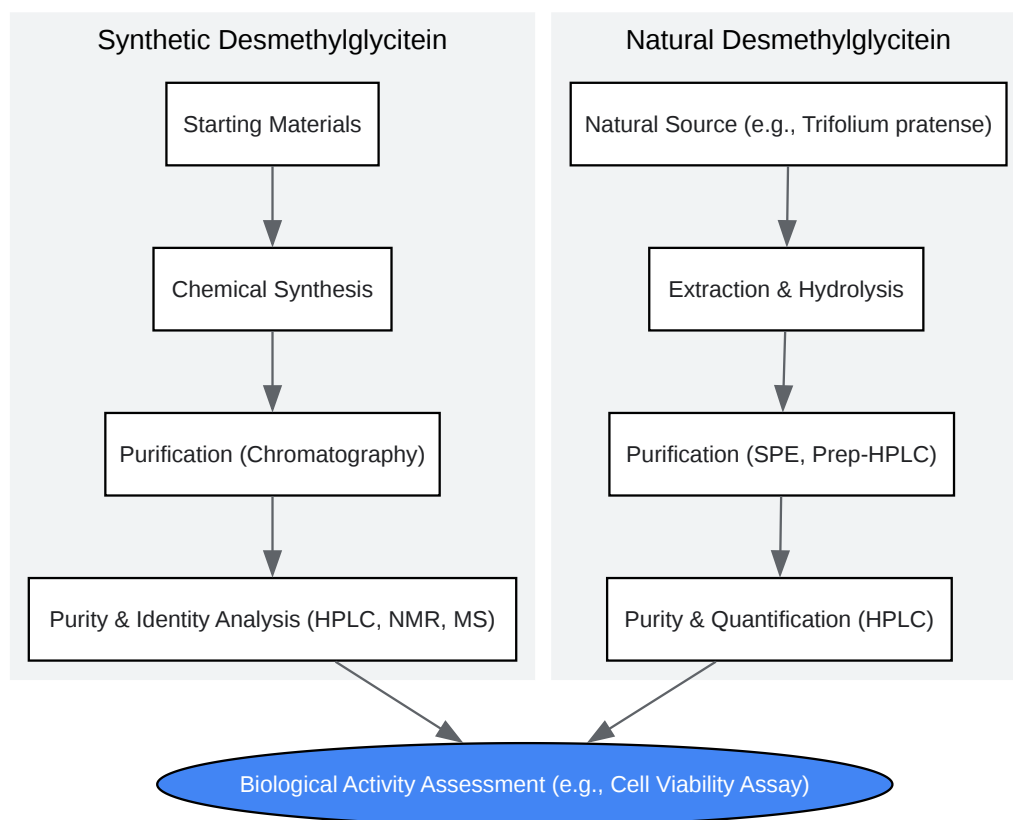 Synthetic Desmethylglycitein
Starting Materials
Chemical Synthesis
Purification (Chromatography)
Purity & Identity Analysis (HPLC, NMR, MS)
Natural Desmethylglycitein
Natural Source (e.g., Trifolium pratense)
Extraction & Hydrolysis
Purification (SPE, Prep-HPLC)
Purity & Quantification (HPLC)
Biological Activity Assessment (e.g., Cell Viability Assay)